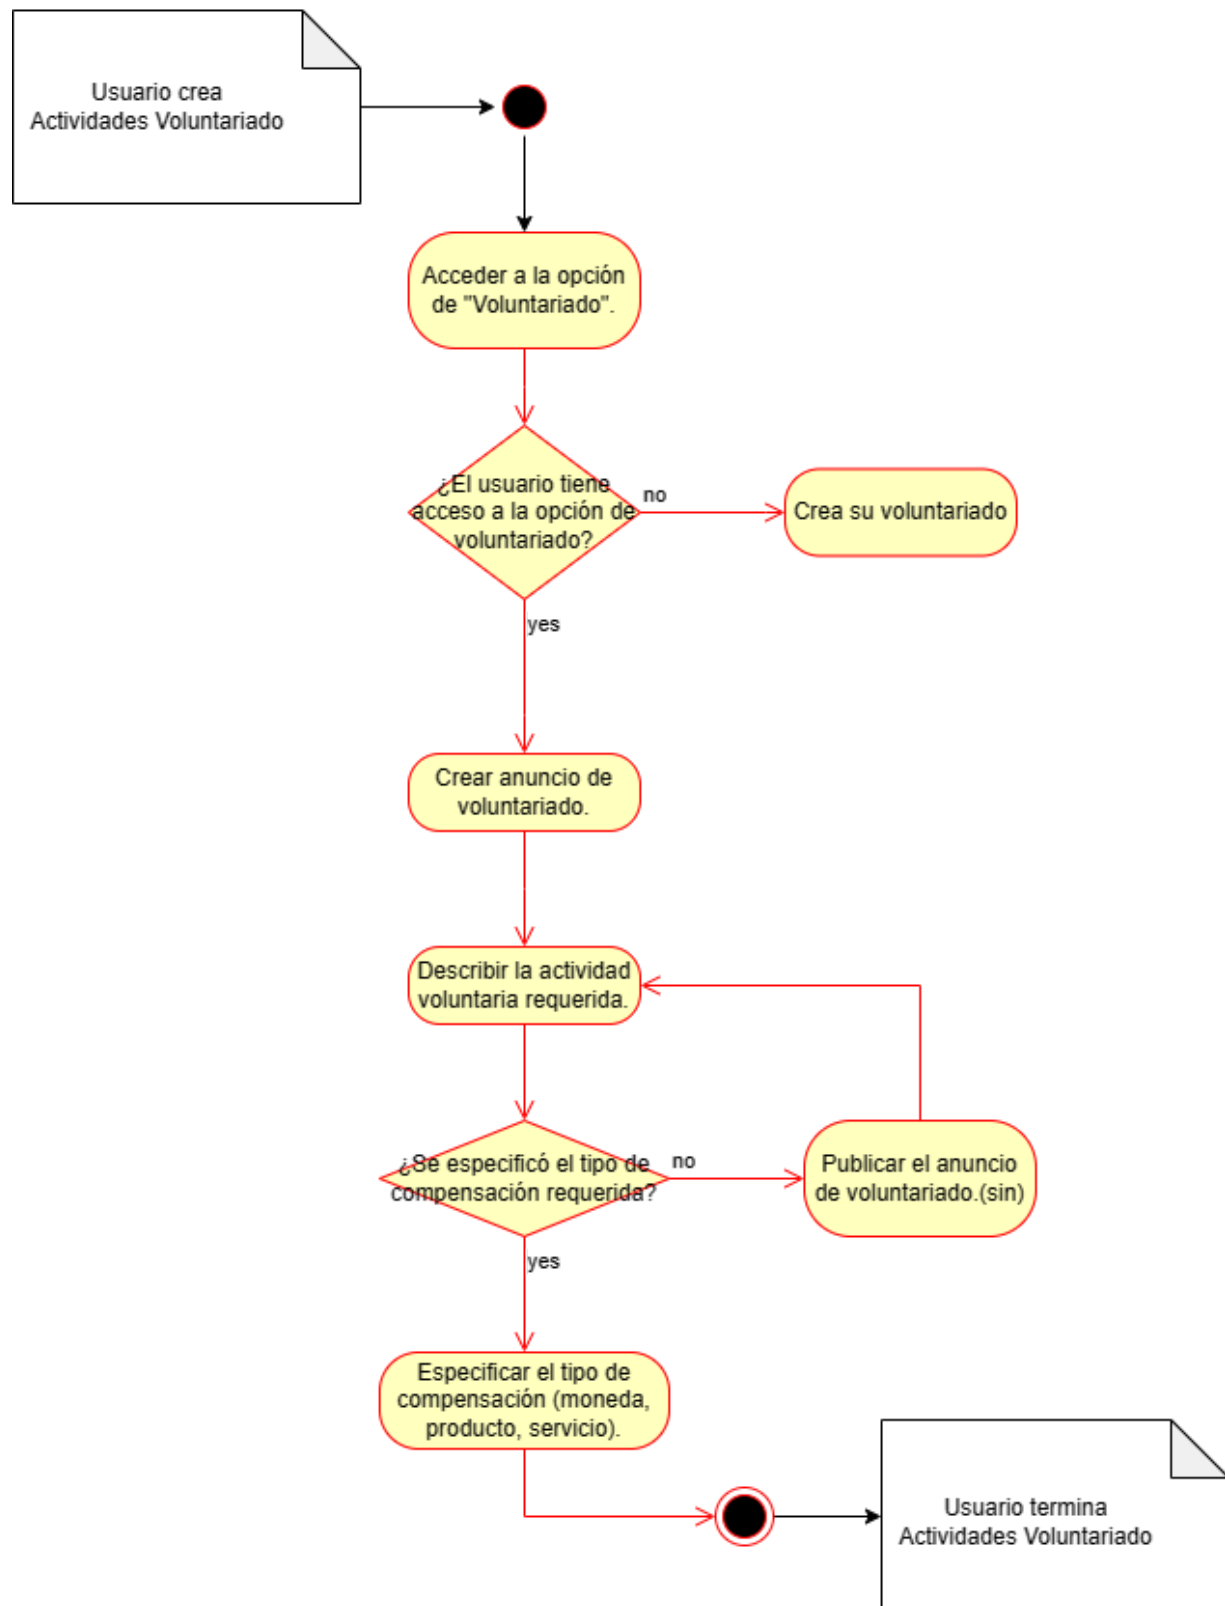 Usuario crea
Actividades Voluntariado
Acceder a la opción
de "Voluntariado".
¿El usuario tiene
acceso a la opción de
voluntariado?
no
Crea su voluntariado
yes
Crear anuncio de
voluntariado.
Describir la actividad
voluntaria requerida.
¿Se especificó el tipo de
compensación requerida?
no
Publicar el anuncio
de voluntariado.(sin)
yes
Especificar el tipo de
compensación (moneda,
producto, servicio).
Usuario termina
Actividades Voluntariado